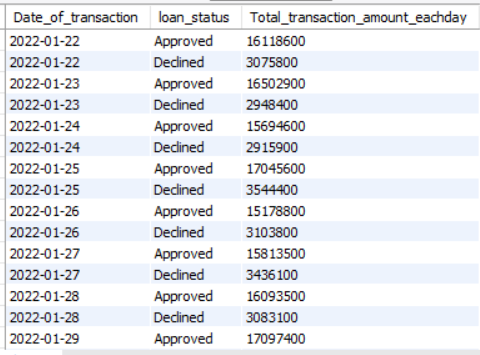 Date_of_transaction loan_status Total_transaction_amount_eachday
2022-01-22 Approved 16118600
2022-01-22 Declined 3075800
2022-01-23 Approved 16502900
2022-01-23 Declined 2948400
2022-01-24 Approved 15694600
2022-01-24 Declined 2915900
2022-01-25 Approved 17045600
2022-01-25 Declined 3544400
2022-01-26 Approved 15178800
2022-01-26 Declined 3103800
2022-01-27 Approved 15813500
2022-01-27 Declined 3436100
2022-01-28 Approved 16093500
2022-01-28 Declined 3083100
2022-01-29 Approved 17097400